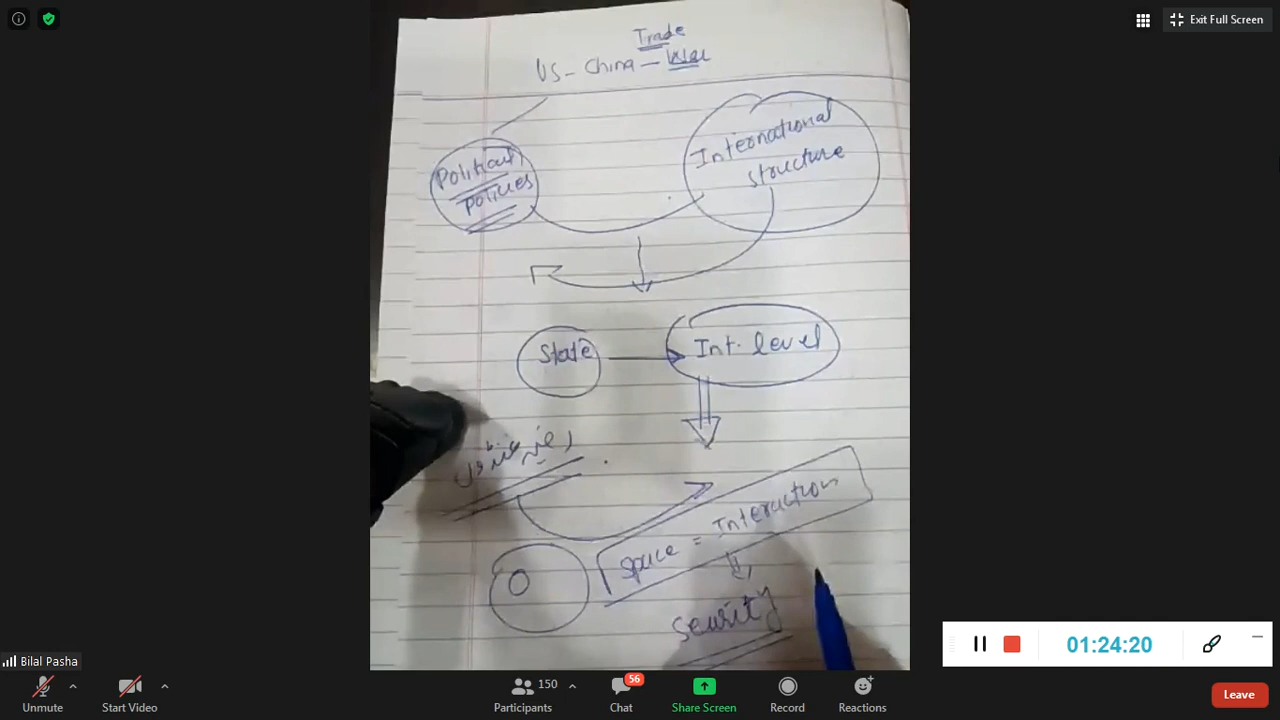 Exit Full Screen
Trade
US - China - War
Political
Policies
International
structure
State
Int. level
Space = Interaction
Security
01:24:20
Bilal Pasha
Unmute
Start Video
150
Participants
56
Chat
Share Screen
Record
Reactions
Leave